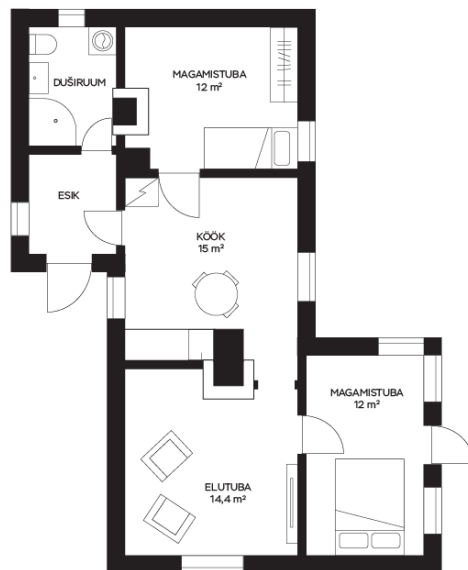 DUŠIRUUM
MAGAMISTUBA
12 m²
ESIK
KÖÖK
15 m²
MAGAMISTUBA
12 m²
ELUTUBA
14,4 m²